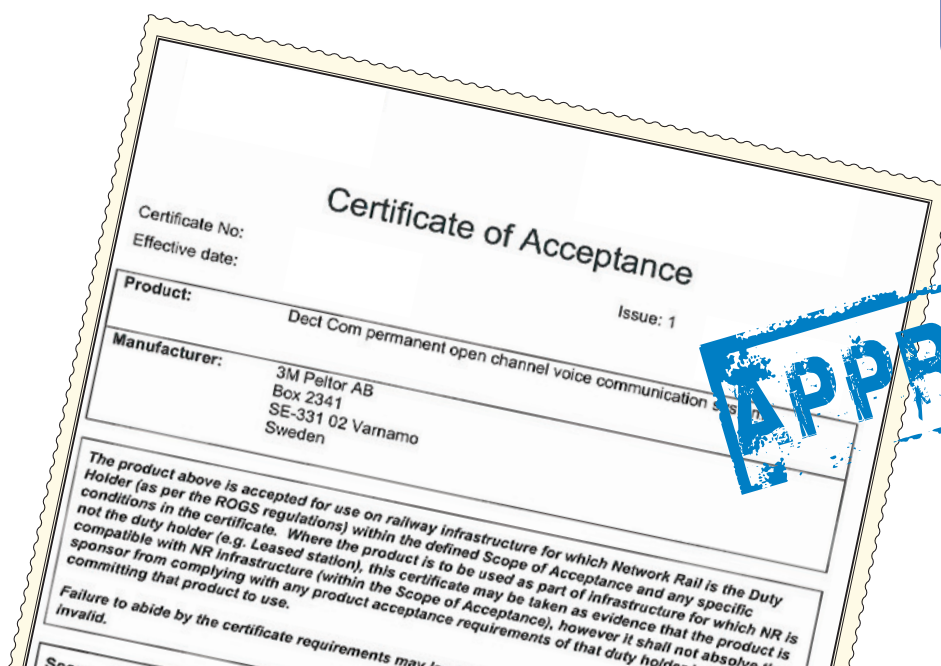 Certificate of Acceptance
Certificate No:
Effective date:
Issue: 1
Product:
Dect Com permanent open channel voice communication
Manufacturer:
3M Peltor AB
Box 2341
SE-331 02 Varnamo
Sweden
The product above is accepted for use on railway infrastructure for which Network Rail is the Duty
Holder (as per the ROGS regulations) within the defined Scope of Acceptance and any specific
conditions in the certificate. Where the product is to be used as part of infrastructure for which NR is
not the duty holder (e.g. Leased station), this certificate may be taken as evidence that the product is
compatible with NR infrastructure (within the Scope of Acceptance), however it shall not absolve
sponsor from complying with any product acceptance requirements of that duty holder
committing that product to use.
Failure to abide by the certificate requirements may
invalid.
APPR